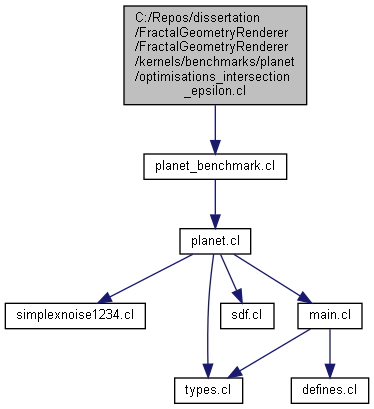 C:/Repos/dissertation
/FractalGeometryRenderer
/FractalGeometryRenderer
/kernels/benchmarks/planet
/optimisations_intersection
_epsilon.cl
planet_benchmark.cl
planet.cl
simplexnoise1234.cl
sdf.cl
main.cl
types.cl
defines.cl